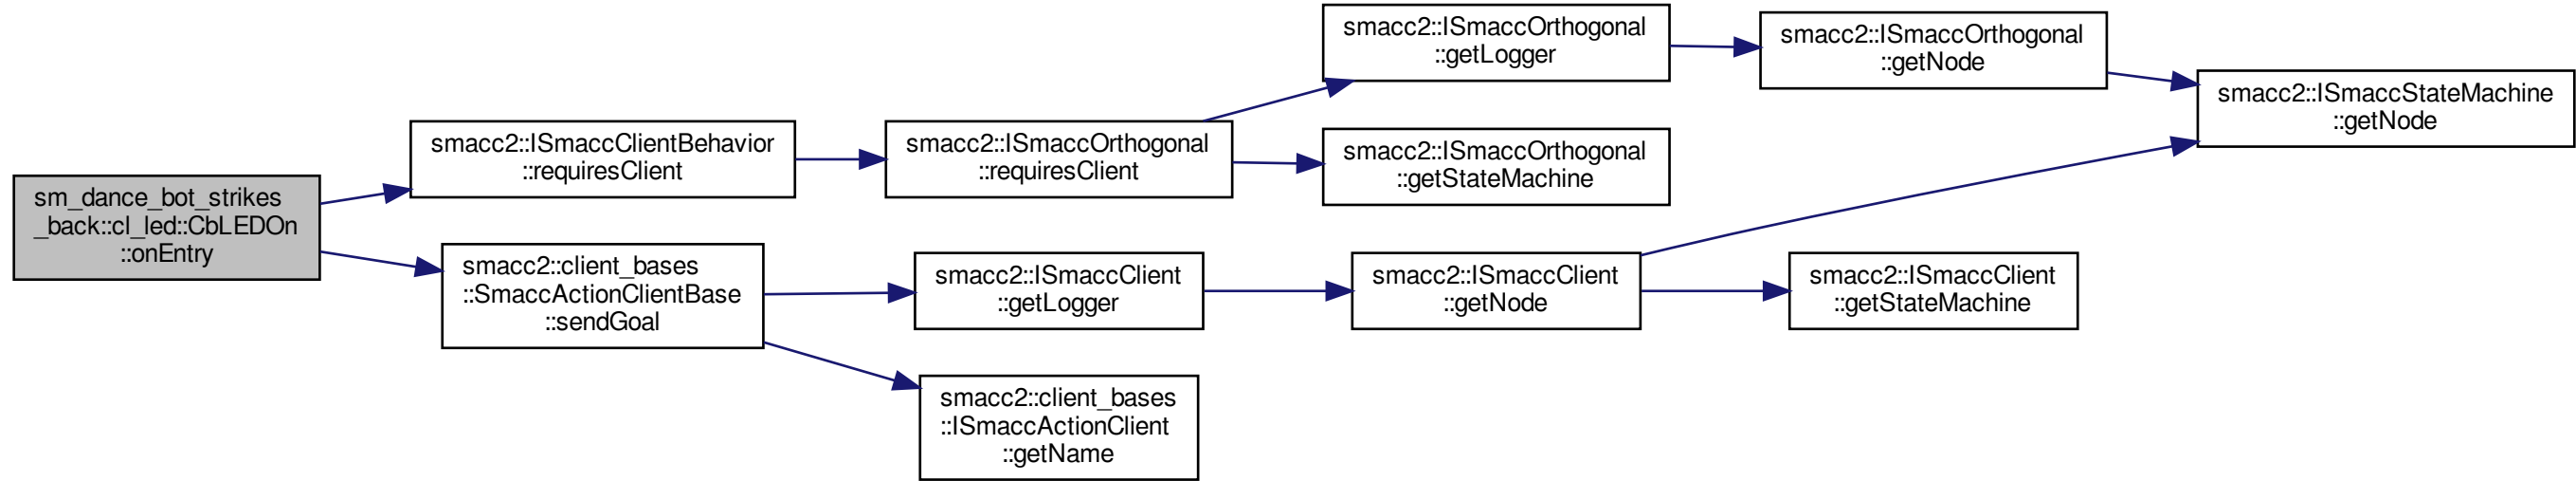 sm_dance_bot_strikes
_back::cl_led::CbLEDOn
::onEntry
smacc2::ISmaccClientBehavior
::requiresClient
smacc2::ISmaccOrthogonal
::requiresClient
smacc2::ISmaccOrthogonal
::getLogger
smacc2::ISmaccOrthogonal
::getNode
smacc2::ISmaccStateMachine
::getNode
smacc2::ISmaccOrthogonal
::getStateMachine
smacc2::client_bases
::SmaccActionClientBase
::sendGoal
smacc2::ISmaccClient
::getLogger
smacc2::ISmaccClient
::getNode
smacc2::ISmaccClient
::getStateMachine
smacc2::client_bases
::ISmaccActionClient
::getName